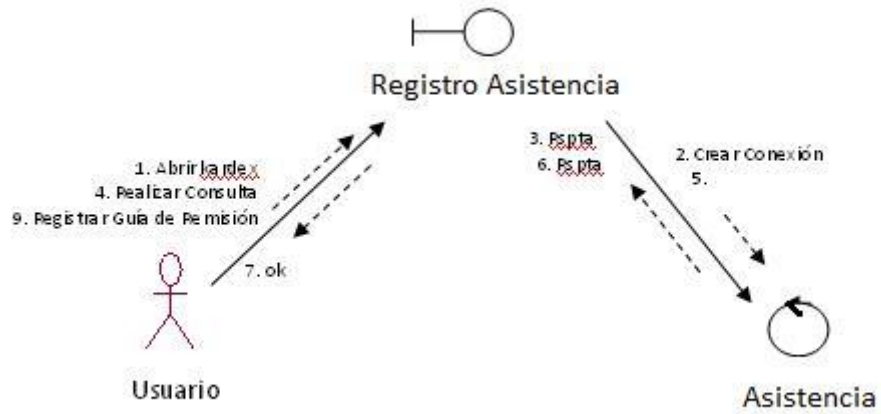 Registro Asistencia
1. Abrir kardex
4. Realizar Consulta
9. Registrar Guía de Remisión
3. Rspta
6. Rspta
2. Crear Conexión
5.
7. ok
Usuario
Asistencia